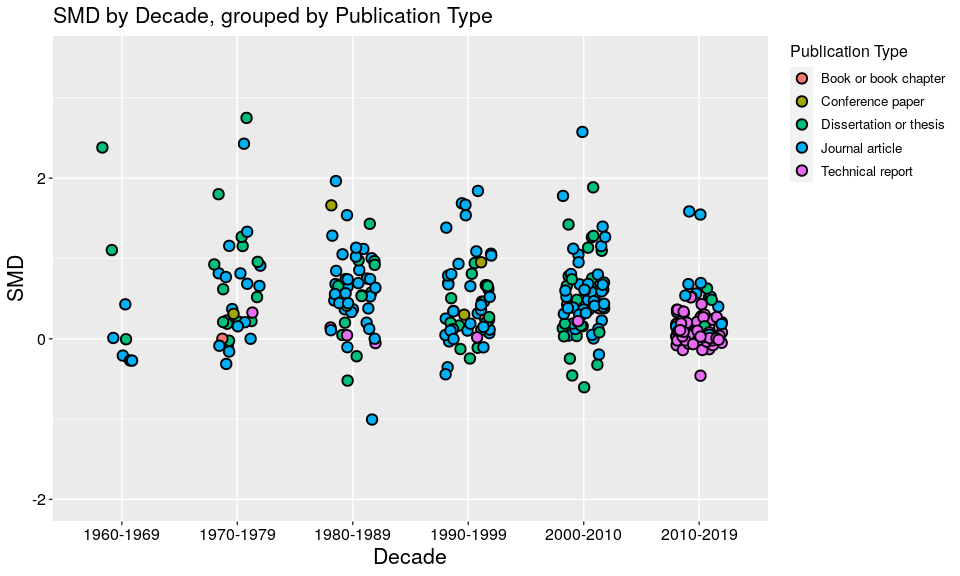 SMD by Decade, grouped by Publication Type
Publication Type
Book or book chapter
Conference paper
Dissertation or thesis
Journal article
Technical report
SMD
2
0
-2
1960-1969
1970-1979
1980-1989
1990-1999
2000-2010
2010-2019
Decade